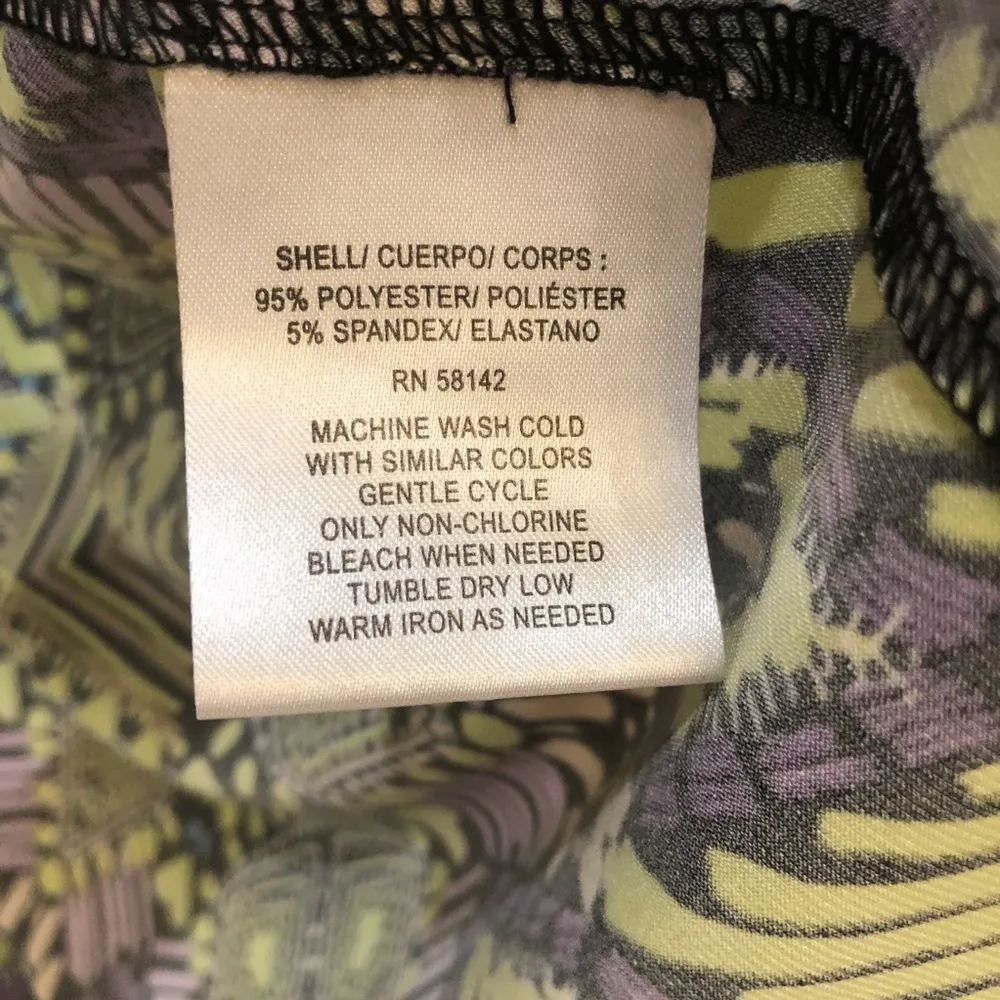 SHELL/ CUERPO/ CORPS :
95% POLYESTER/ POLIÉSTER
5% SPANDEX/ ELASTANO
RN 58142
MACHINE WASH COLD
WITH SIMILAR COLORS
GENTLE CYCLE
ONLY NON-CHLORINE
BLEACH WHEN NEEDED
TUMBLE DRY LOW
WARM IRON AS NEEDED